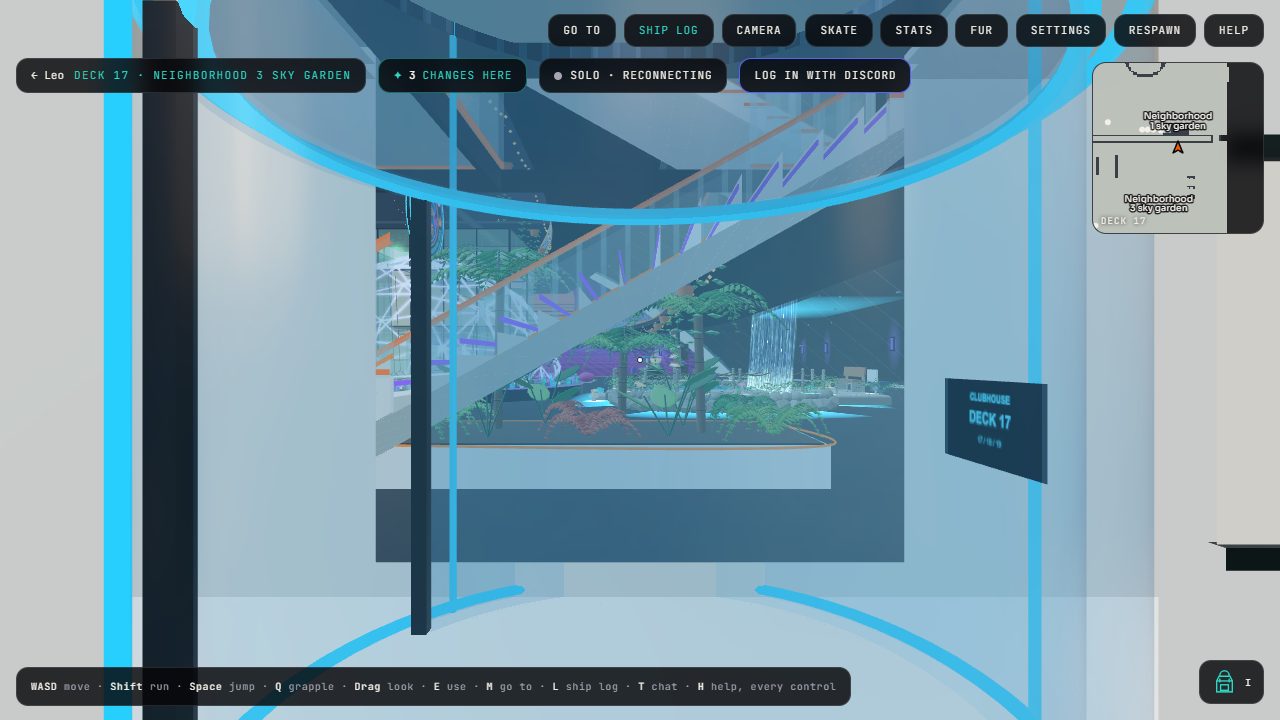 GO TO
SHIP LOG
CAMERA
SKATE
STATS
FUR
SETTINGS
RESPAWN
HELP
← Leo DECK 17 · NEIGHBORHOOD 3 SKY GARDEN
✦ 3 CHANGES HERE
SOLO · RECONNECTING
LOG IN WITH DISCORD
Neighborhood
1 sky garden
Neighborhood
3 sky garden
DECK 17
CLUBHOUSE
DECK 17
17 / 18 / 19
WASD move · Shift run · Space jump · Q grapple · Drag look · E use · M go to · L ship log · T chat · H help, every control
I